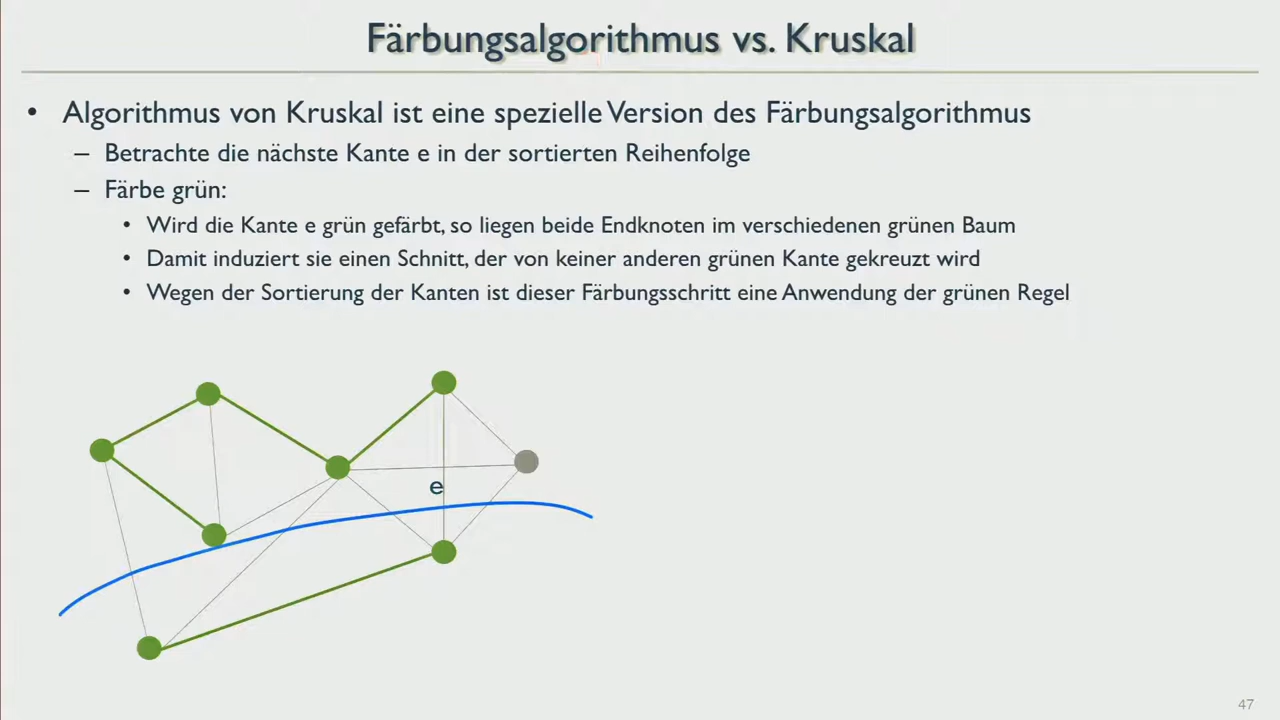 Färbungsalgorithmus vs. Kruskal
• Algorithmus von Kruskal ist eine spezielle Version des Färbungsalgorithmus
– Betrachte die nächste Kante e in der sortierten Reihenfolge
– Färbe grün:
• Wird die Kante e grün gefärbt, so liegen beide Endknoten im verschiedenen grünen Baum
• Damit induziert sie einen Schnitt, der von keiner anderen grünen Kante gekreuzt wird
• Wegen der Sortierung der Kanten ist dieser Färbungsschritt eine Anwendung der grünen Regel
e
47